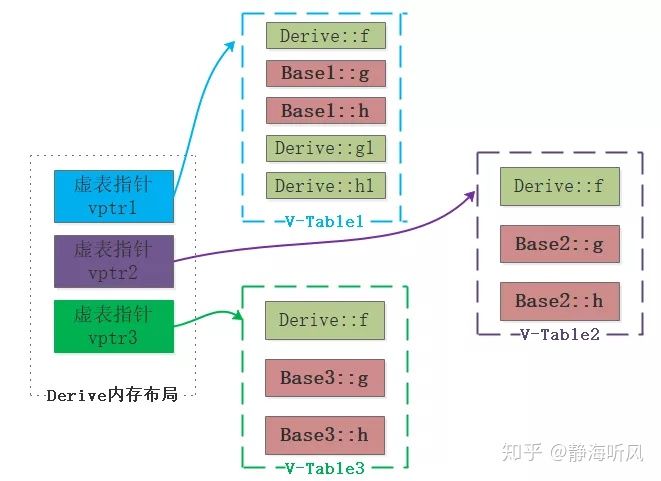 Derive::f
Base1::g
Base1::h
Derive::g1
Derive::h1
V-Table1
虚表指针
vptr1
虚表指针
vptr2
虚表指针
vptr3
Derive内存布局
Derive::f
Base2::g
Base2::h
V-Table2
Derive::f
Base3::g
Base3::h
V-Table3
知乎 @静海听风